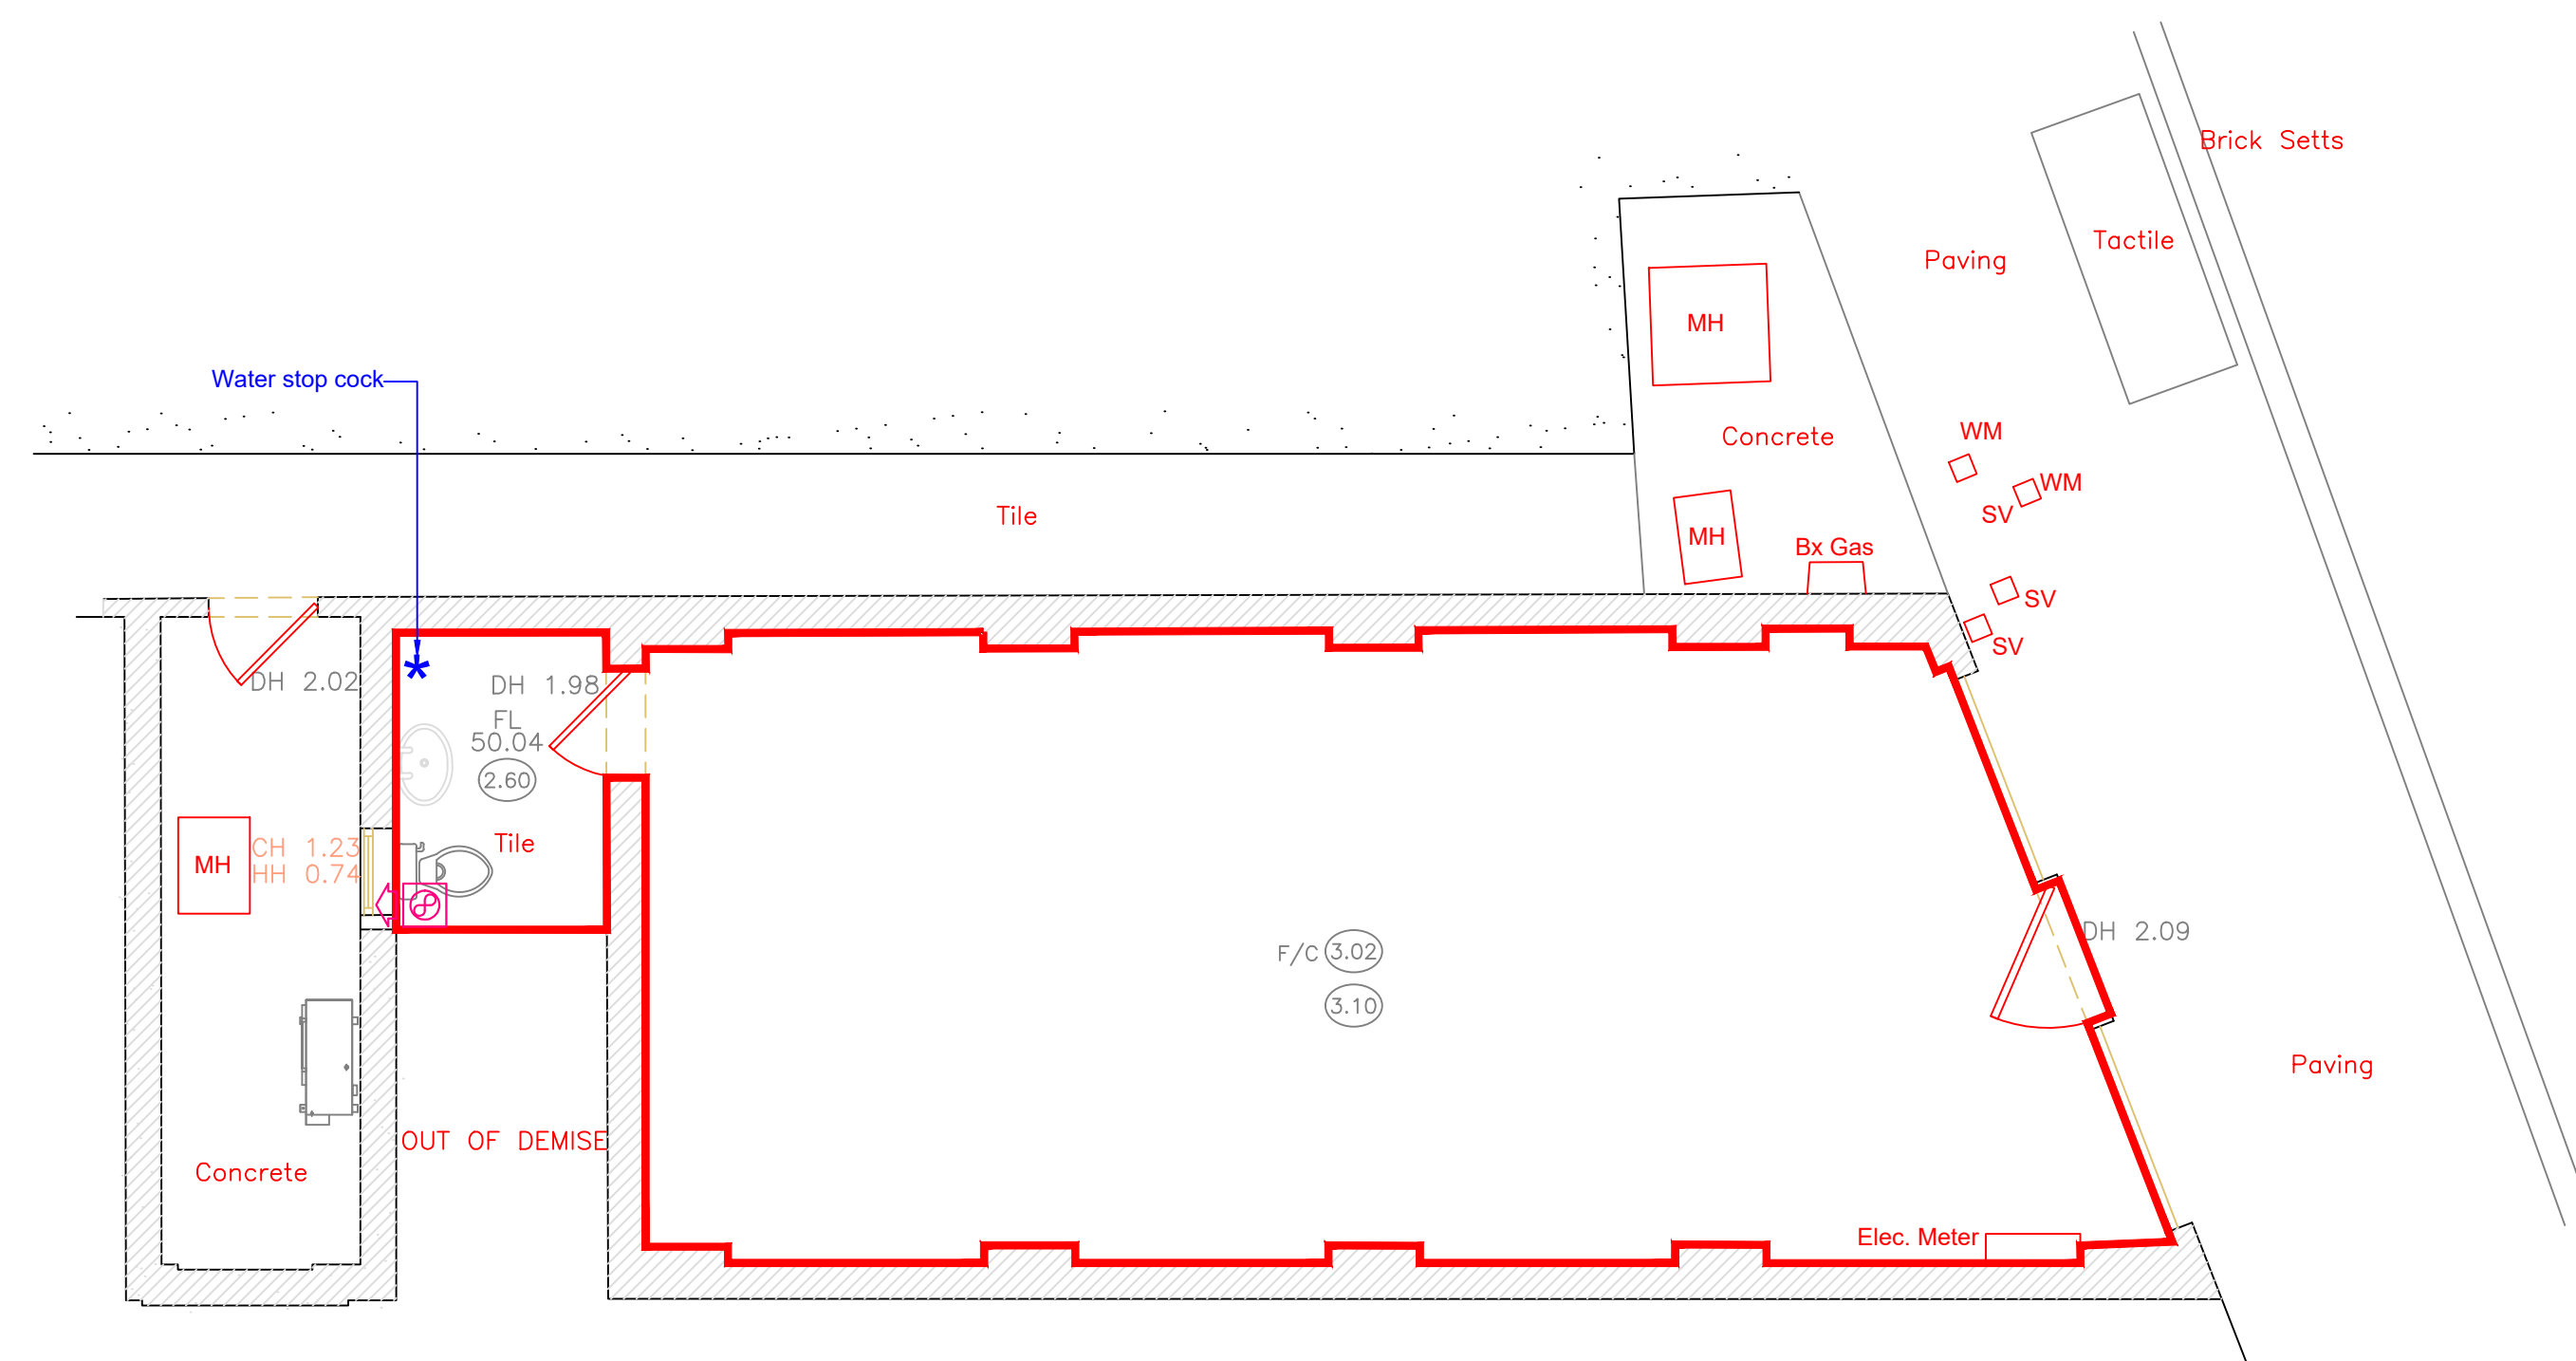 Brick Setts
Tactile
Paving
MH
Water stop cock
WM
Concrete
WM
Tile
SV
MH
Bx Gas
SV
SV
DH 2.02
DH 1.98
FL
50.04
2.60
Tile
CH 1.23
MH
HH 0.74
DH 2.09
F/C 3.02
3.10
Paving
OUT OF DEMISE
Concrete
Elec. Meter